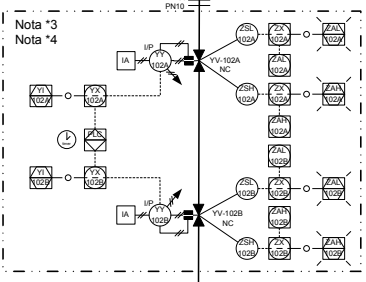 PN10
Nota *3
Nota *4
ZSL
102A
ZX
102A
ZAL
102A
I/P
IA
YY
102A
YV-102A
NC
ZAL
102A
YI
102A
YX
102A
ZSH
102A
ZX
102A
ZAH
102A
ZAH
102A
PLC
ZAL
102B
YI
102B
YX
102B
ZSL
102B
ZX
102B
ZAL
102B
I/P
IA
YY
102B
YV-102B
NC
ZAH
102B
ZSH
102B
ZX
102B
ZAH
102B